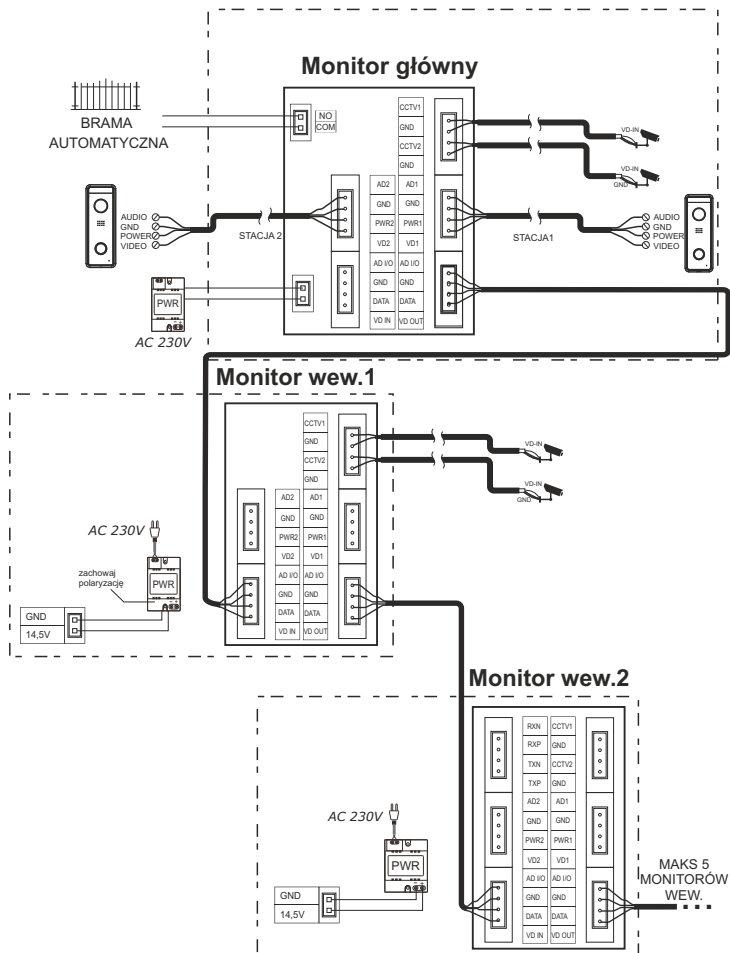 Monitor główny
BRAMA
AUTOMATYCZNA
NO
COM
CCTV1
GND
CCTV2
GND
VD-IN
VD-IN
GND
AD2 AD1
GND GND
PWR2 PWR1
VD2 VD1
AD I/O AD I/O
GND GND
DATA DATA
VD IN VD OUT
AUDIO
GND
POWER
VIDEO
STACJA 2
STACJA1
AUDIO
GND
POWER
VIDEO
PWR
AC 230V
Monitor wew.1
CCTV1
GND
CCTV2
GND
VD-IN
VD-IN
GND
AD2 AD1
GND GND
PWR2 PWR1
VD2 VD1
AD I/O AD I/O
GND GND
DATA DATA
VD IN VD OUT
AC 230V
zachowaj
polaryzację
PWR
GND
14,5V
Monitor wew.2
RXN CCTV1
RXP GND
TXN CCTV2
TXP GND
AD2 AD1
GND GND
PWR2 PWR1
VD2 VD1
AD I/O AD I/O
GND GND
DATA DATA
VD IN VD OUT
AC 230V
PWR
GND
14,5V
MAKS 5
MONITORÓW
WEW.